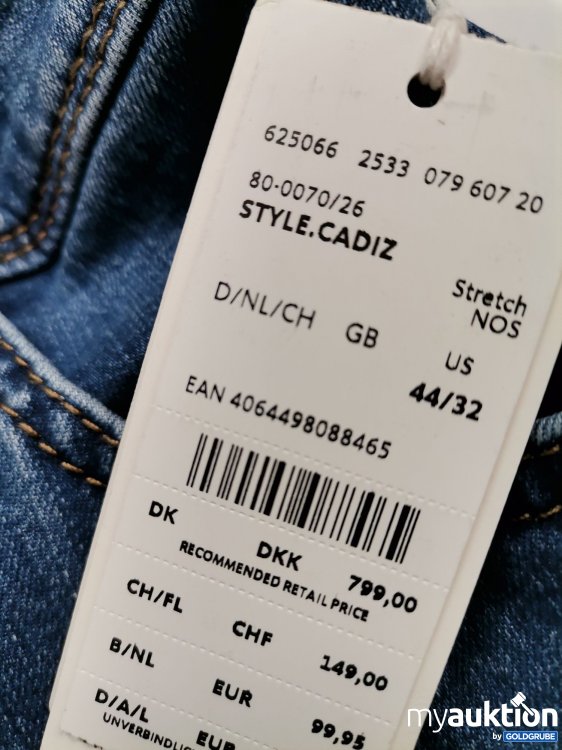 625066 2533 079 607 20
80-0070/26
STYLE.CADIZ
Stretch
NOS
D/NL/CH GB US
44/32
EAN 4064498088465
DK DKK 799,00
RECOMMENDED RETAIL PRICE
CH/FL CHF 149,00
B/NL EUR 99,95
D/A/L EUR
myauktion
by GOLDGRUBE